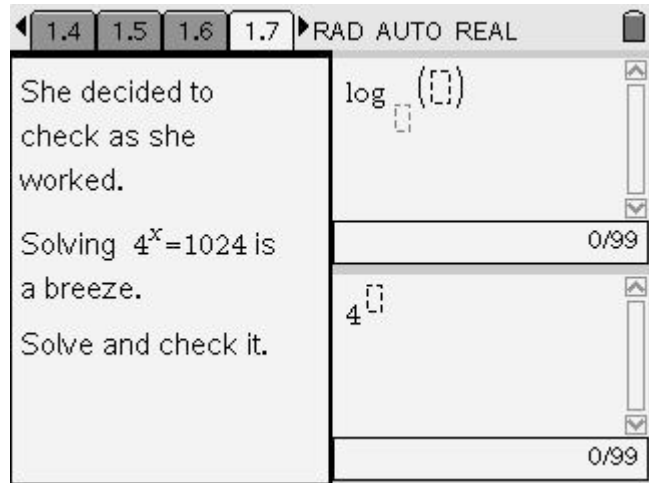 1.4 1.5 1.6 1.7 RAD AUTO REAL
She decided to
check as she
worked.
Solving 4^x=1024 is
a breeze.
Solve and check it.
log ()
0/99
4
0/99